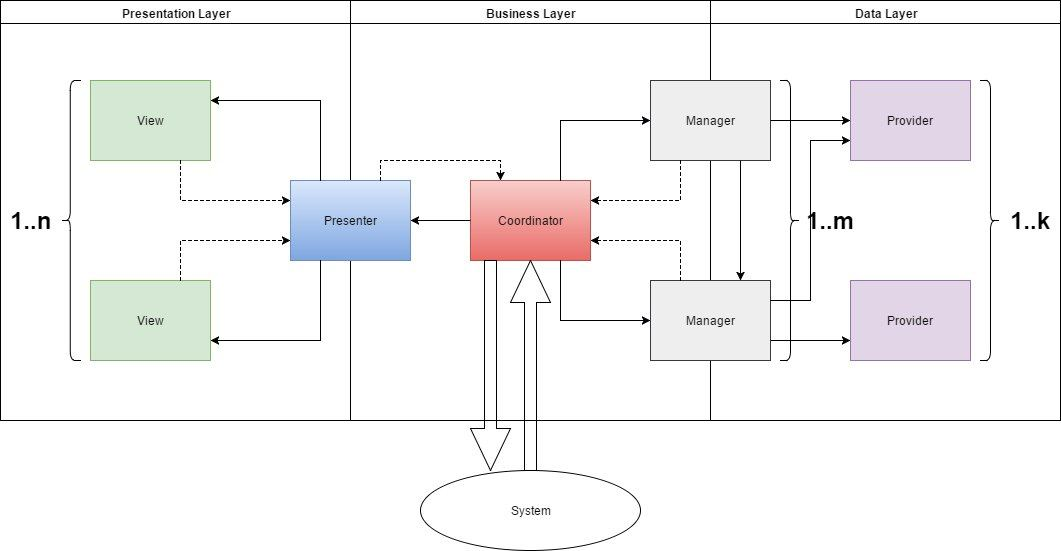 Presentation Layer
Business Layer
Data Layer
View
Manager
Provider
1..n
Presenter
Coordinator
1..m
1..k
View
Manager
Provider
System